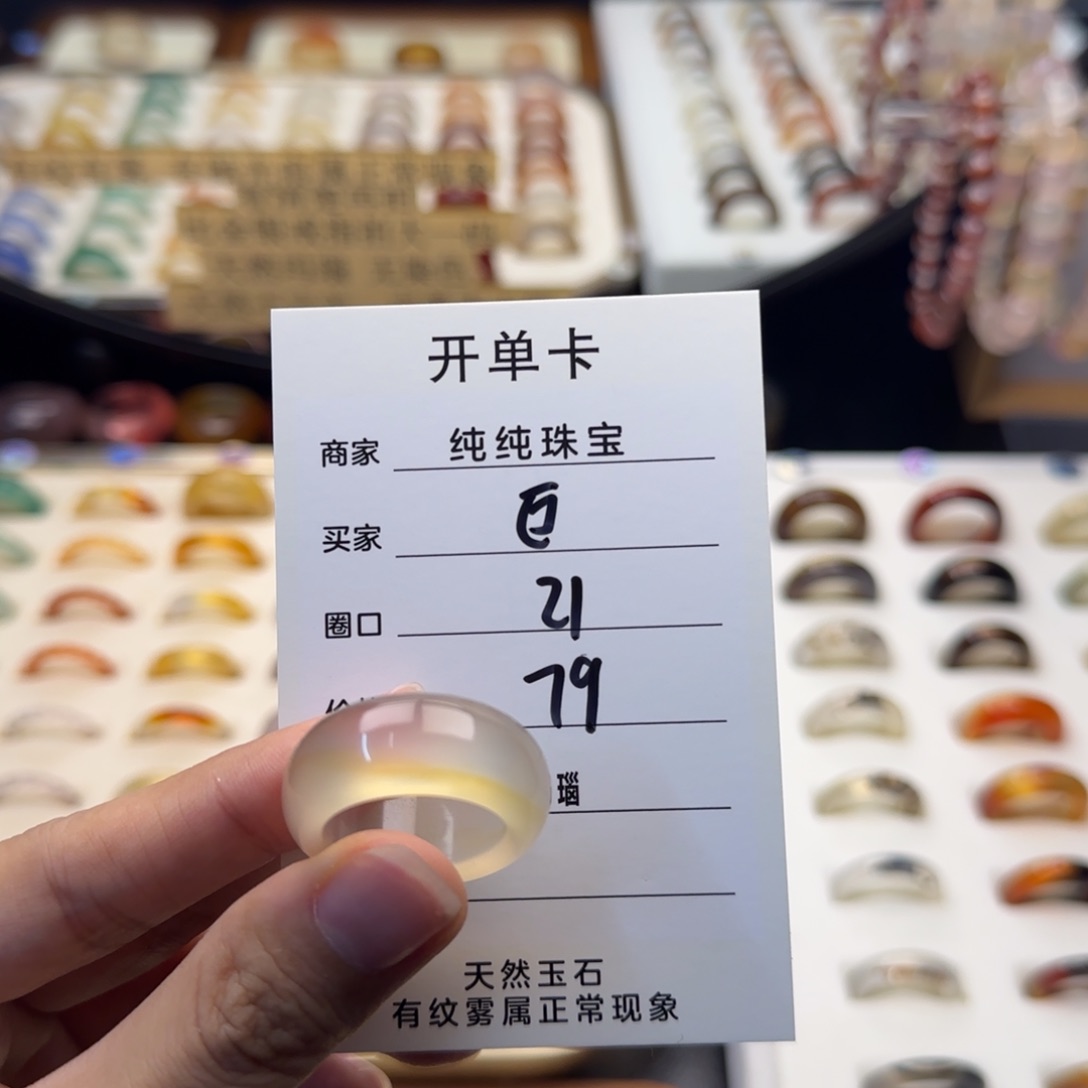 开单卡
商家 纯纯珠宝
买家
圈口 21
79
瑙
天然玉石
有纹雾属正常现象